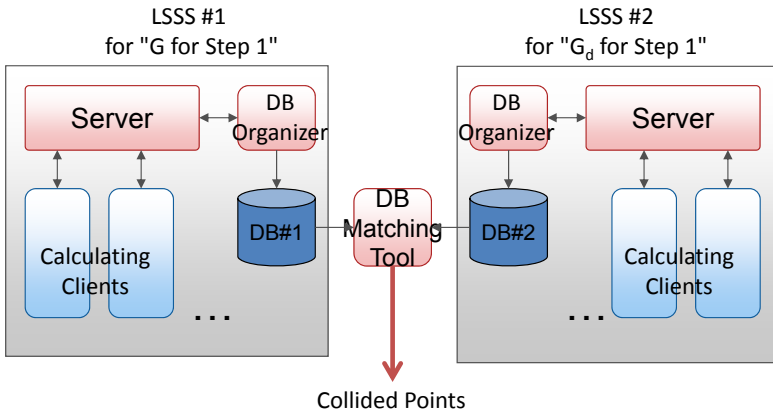 LSSS #1
for "G for Step 1"
Server
DB
Organizer
DB#1
Calculating
Clients
...
DB
Matching
Tool
Collided Points
LSSS #2
for "G_d for Step 1"
DB
Organizer
Server
DB#2
Calculating
Clients
...